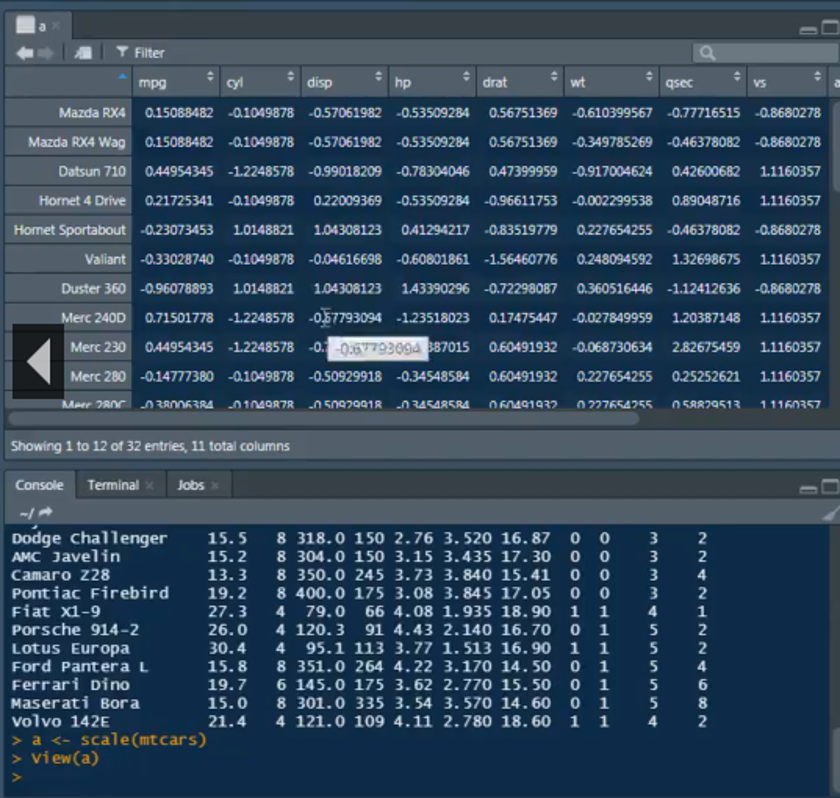 a
Filter
mpg cyl disp hp drat wt qsec vs a
Mazda RX4 0.15088482 -0.1049878 -0.57061982 -0.53509284 0.56751369 -0.610399567 -0.77716515 -0.8680278
Mazda RX4 Wag 0.15088482 -0.1049878 -0.57061982 -0.53509284 0.56751369 -0.349785269 -0.46378082 -0.8680278
Datsun 710 0.44954345 -1.2248578 -0.99018209 -0.78304046 0.47399959 -0.917004624 0.42600682 1.1160357
Hornet 4 Drive 0.21725341 -0.1049878 0.22009369 -0.53509284 -0.96611753 -0.002299538 0.89048716 1.1160357
Hornet Sportabout -0.23073453 1.0148821 1.04308123 0.41294217 -0.83519779 0.227654255 -0.46378082 -0.8680278
Valiant -0.33028740 -0.1049878 -0.04616698 -0.60801861 -1.56460776 0.248094592 1.32698675 1.1160357
Duster 360 -0.96078893 1.0148821 1.04308123 1.43390296 -0.72298087 0.360516446 -1.12412636 -0.8680278
Merc 240D 0.71501778 -1.2248578 -0.67793094 -1.23518023 0.17475447 -0.027849959 1.20387148 1.1160357
Merc 230 0.44954345 -1.2248578 -0.67793094 387015 0.60491932 -0.068730634 2.82675459 1.1160357
Merc 280 -0.14777380 -0.1049878 -0.50929918 -0.34548584 0.60491932 0.227654255 0.25252621 1.1160357
Merc 280C -0.38006384 -0.1049878 -0.50929918 -0.34548584 0.60491932 0.227654255 0.58829513 1.1160357
Showing 1 to 12 of 32 entries, 11 total columns
Console Terminal Jobs
~/
Dodge Challenger 15.5 8 318.0 150 2.76 3.520 16.87 0 0 3 2
AMC Javelin 15.2 8 304.0 150 3.15 3.435 17.30 0 0 3 2
Camaro Z28 13.3 8 350.0 245 3.73 3.840 15.41 0 0 3 4
Pontiac Firebird 19.2 8 400.0 175 3.08 3.845 17.05 0 0 3 2
Fiat X1-9 27.3 4 79.0 66 4.08 1.935 18.90 1 1 4 1
Porsche 914-2 26.0 4 120.3 91 4.43 2.140 16.70 0 1 5 2
Lotus Europa 30.4 4 95.1 113 3.77 1.513 16.90 1 1 5 2
Ford Pantera L 15.8 8 351.0 264 4.22 3.170 14.50 0 1 5 4
Ferrari Dino 19.7 6 145.0 175 3.62 2.770 15.50 0 1 5 6
Maserati Bora 15.0 8 301.0 335 3.54 3.570 14.60 0 1 5 8
Volvo 142E 21.4 4 121.0 109 4.11 2.780 18.60 1 1 4 2
> a <- scale(mtcars)
> View(a)
>